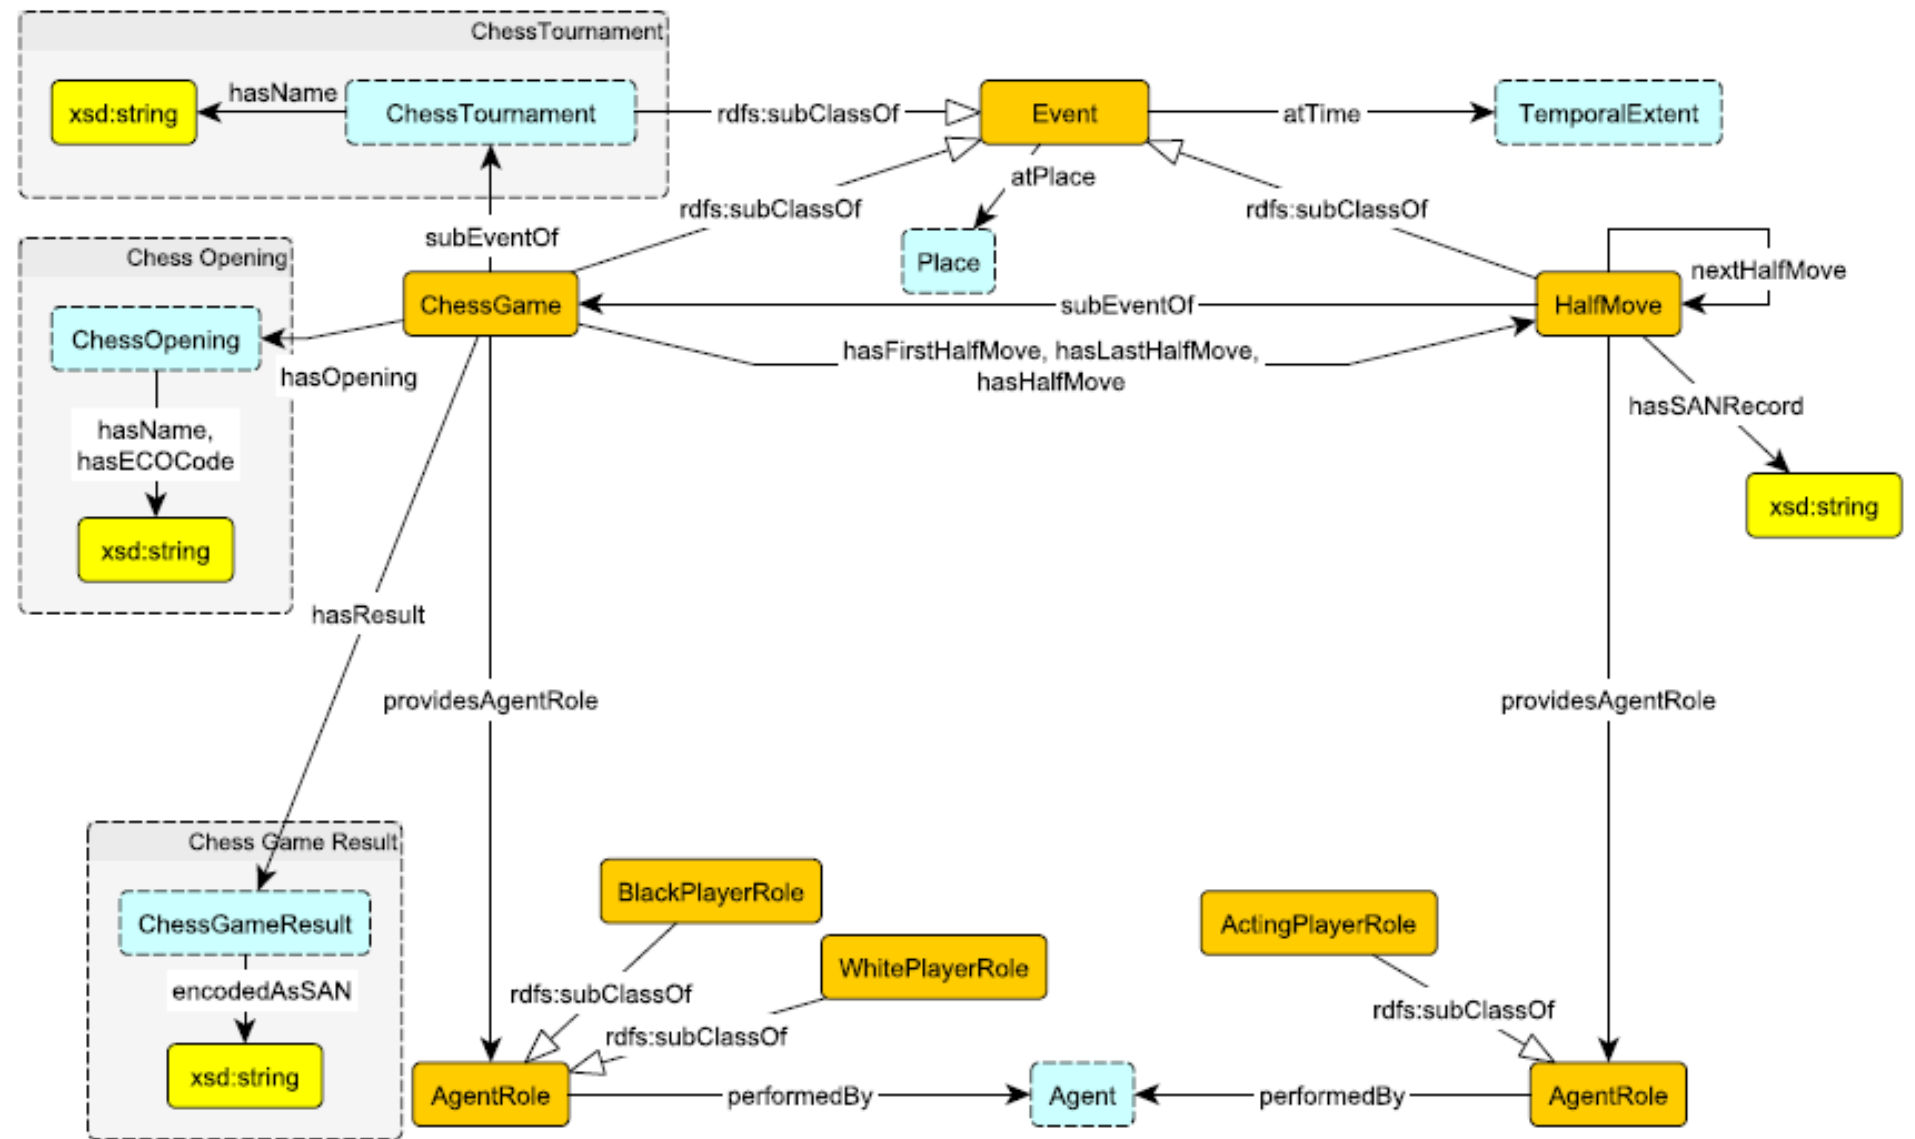 ChessTournament
xsd:string
hasName
ChessTournament
rdfs:subClassOf
Event
atTime
TemporalExtent
atPlace
rdfs:subClassOf
rdfs:subClassOf
subEventOf
Place
Chess Opening
nextHalfMove
ChessGame
subEventOf
HalfMove
ChessOpening
hasOpening
hasFirstHalfMove, hasLastHalfMove,
hasHalfMove
hasSANRecord
hasName,
hasECOCode
xsd:string
xsd:string
hasResult
providesAgentRole
providesAgentRole
Chess Game Result
BlackPlayerRole
ChessGameResult
ActingPlayerRole
WhitePlayerRole
encodedAsSAN
rdfs:subClassOf
rdfs:subClassOf
rdfs:subClassOf
xsd:string
AgentRole
performedBy
Agent
performedBy
AgentRole